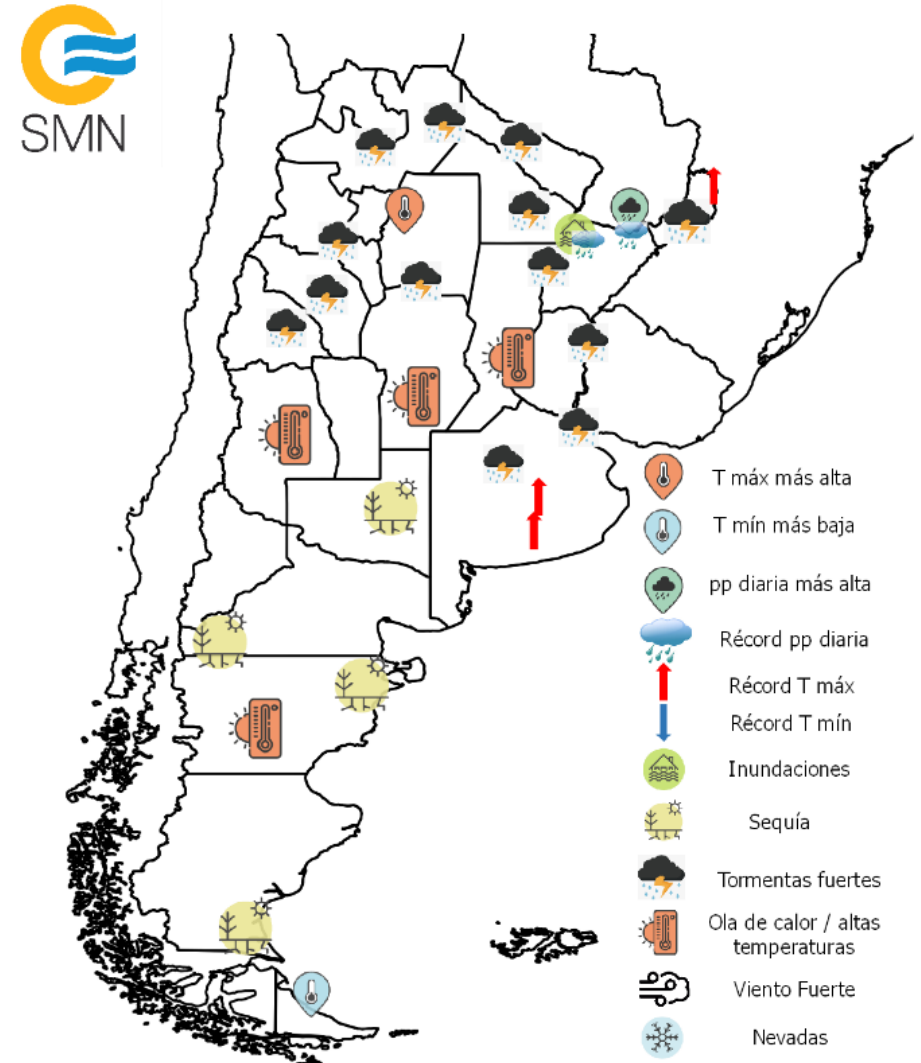 SMN
T máx más alta
T mín más baja
pp diaria más alta
Récord pp diaria
Récord T máx
Récord T mín
Inundaciones
Sequía
Tormentas fuertes
Ola de calor / altas
temperaturas
Viento Fuerte
Nevadas